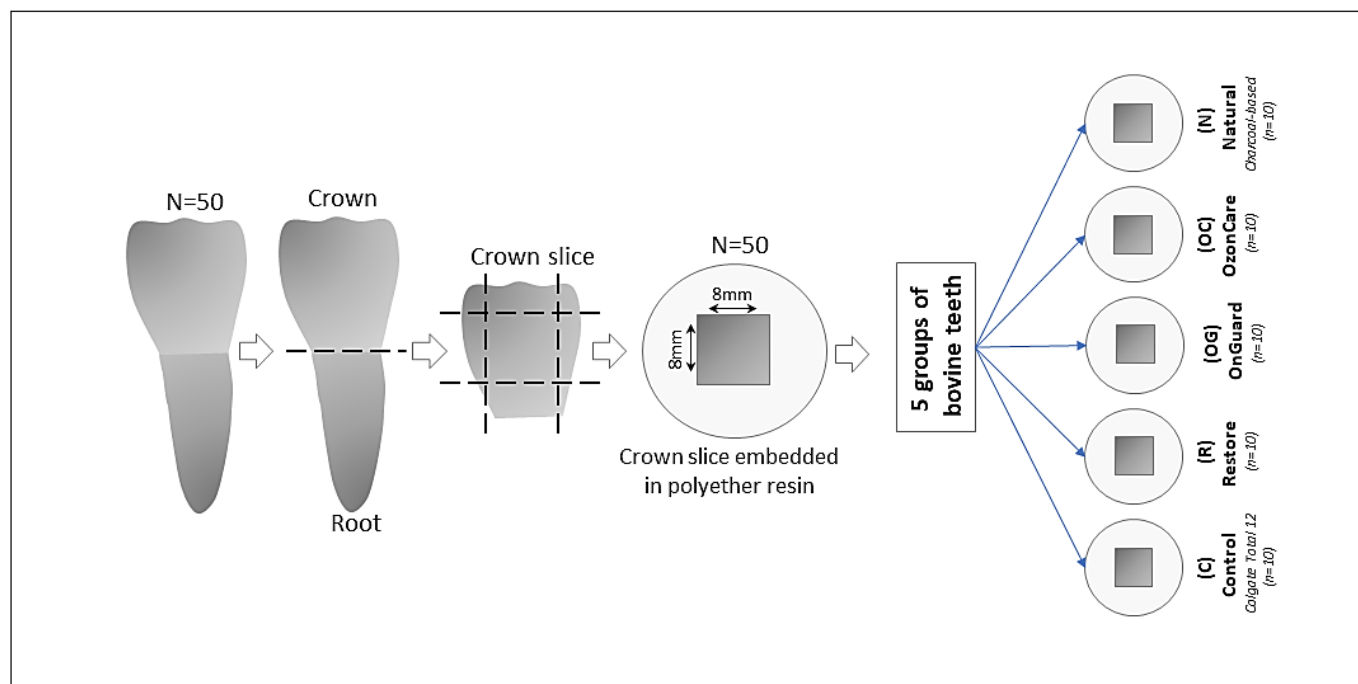 N=50
Crown
Root
Crown slice
N=50
8mm
8mm
Crown slice embedded
in polyether resin
5 groups of
bovine teeth
(N)
Natural
Charcoal-based
(n=10)
(OC)
OzonCare
(n=10)
(OG)
OnGuard
(n=10)
(R)
Restore
(n=10)
(C)
Control
Colgate Total 12
(n=10)